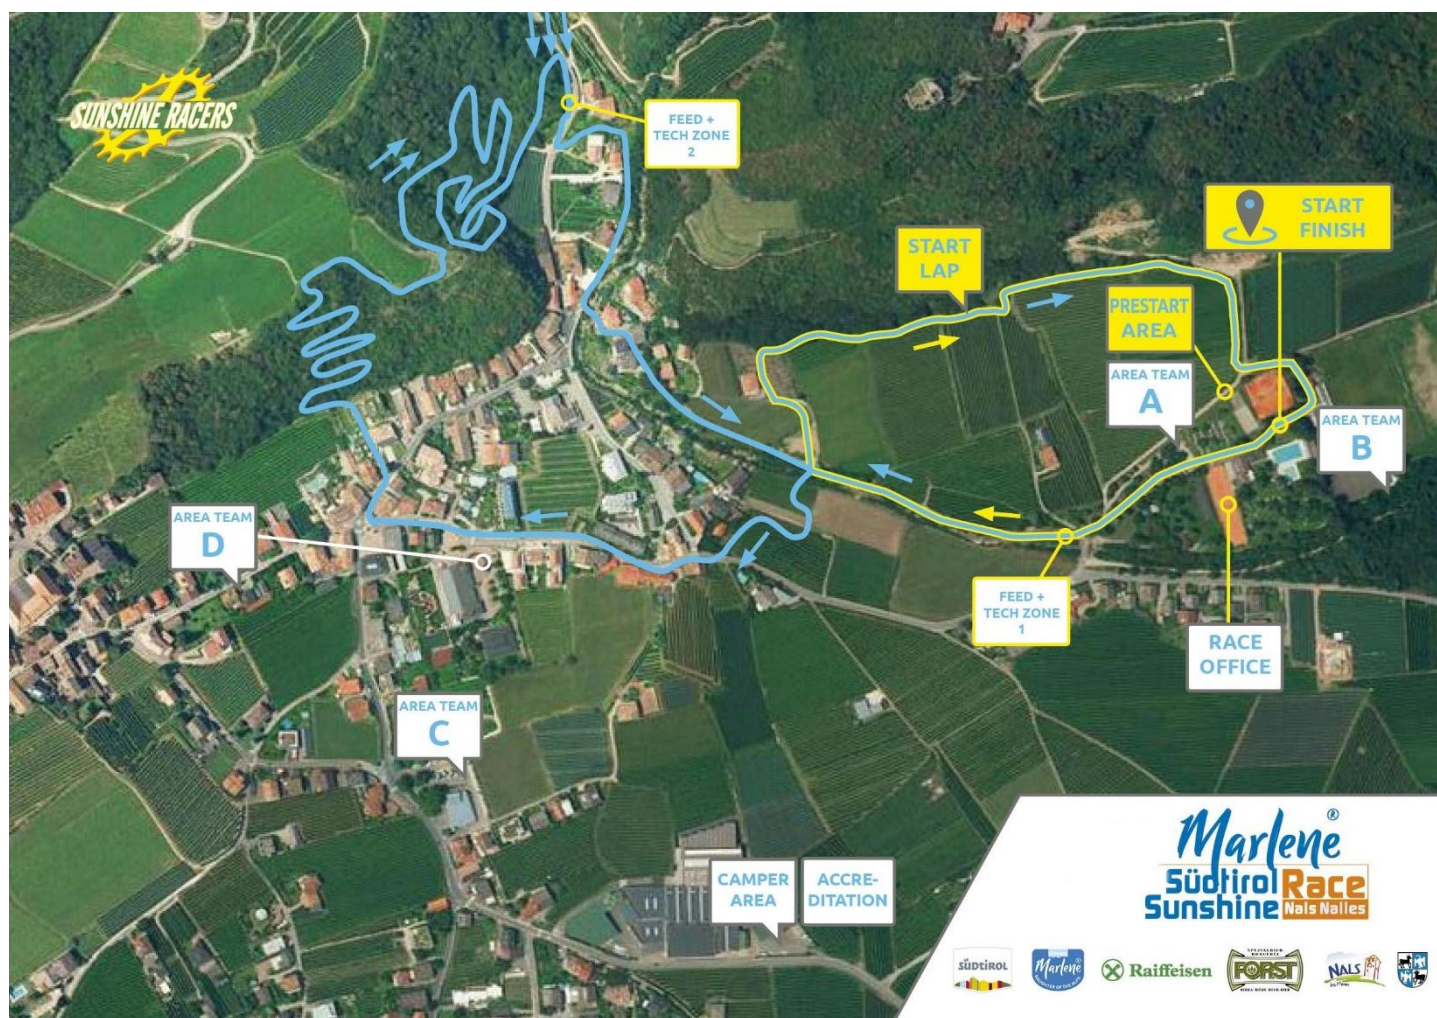 SUNSHINE RACERS
FEED +
TECH ZONE
2
START
FINISH
START
LAP
PRESTART
AREA
AREA TEAM
A
AREA TEAM
B
AREA TEAM
D
FEED +
TECH ZONE
1
RACE
OFFICE
AREA TEAM
C
CAMPER
AREA
ACCRE-
DITATION
Marlene®
Südtirol Race
Sunshine Nals Nalles
SÜDTIROL
Marlene®
Raiffeisen
SPEZIALBIER-
BRAUEREI
FORST
NALS